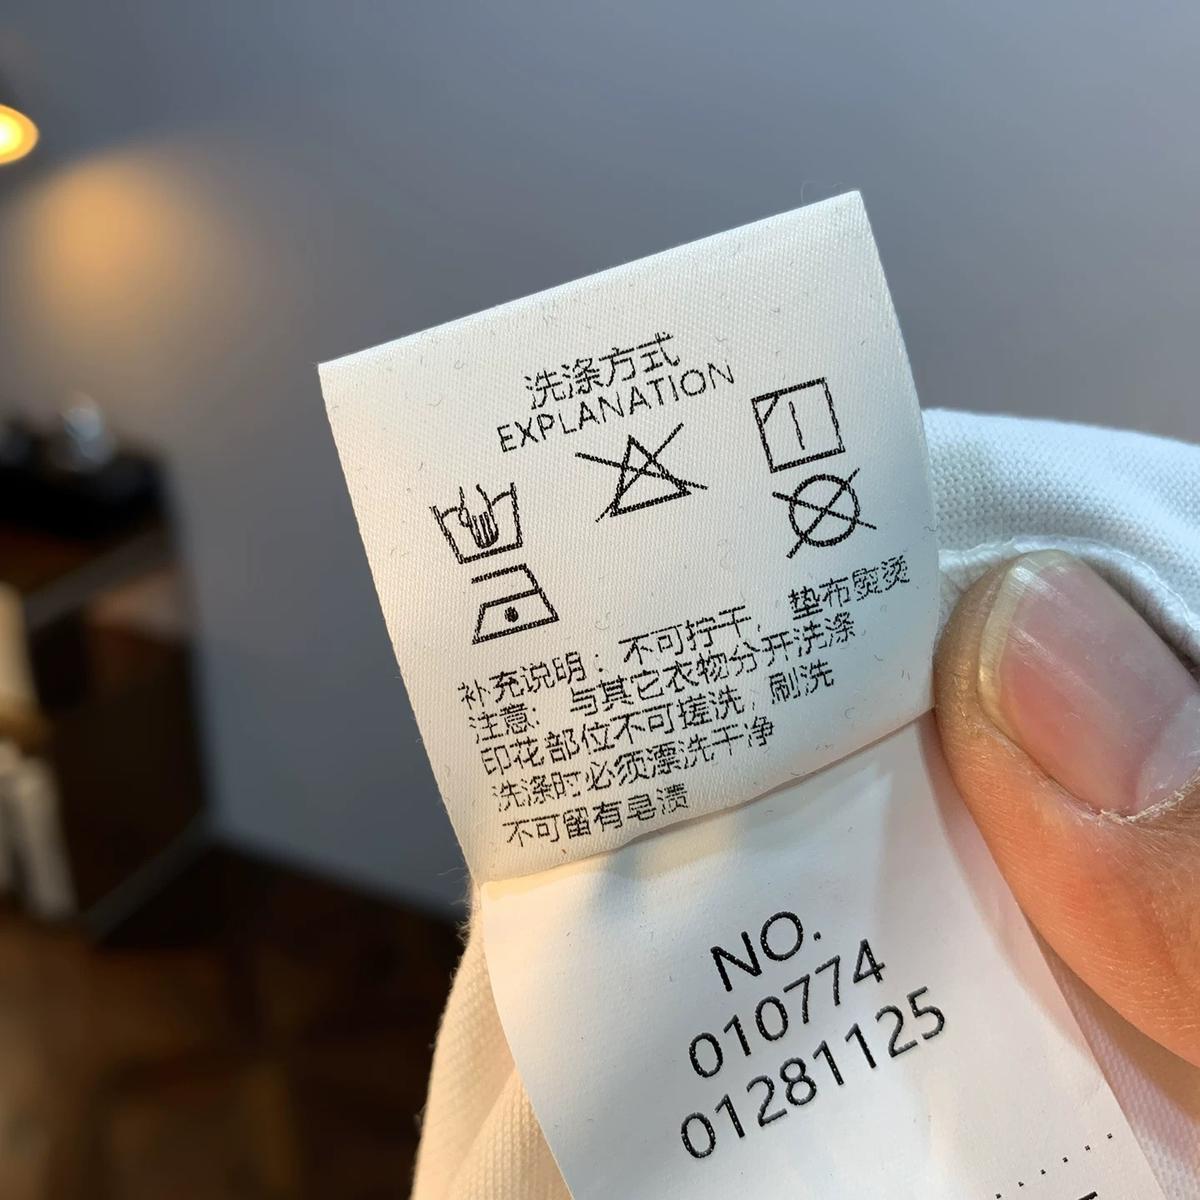 洗涤方式
EXPLANATION
补充说明：不可拧干，垫布熨烫
注意：与其它衣物分开洗涤
印花部位不可搓洗，刷洗
洗涤时必须漂洗干净
不可留有皂渍
NO.
010774
01281125